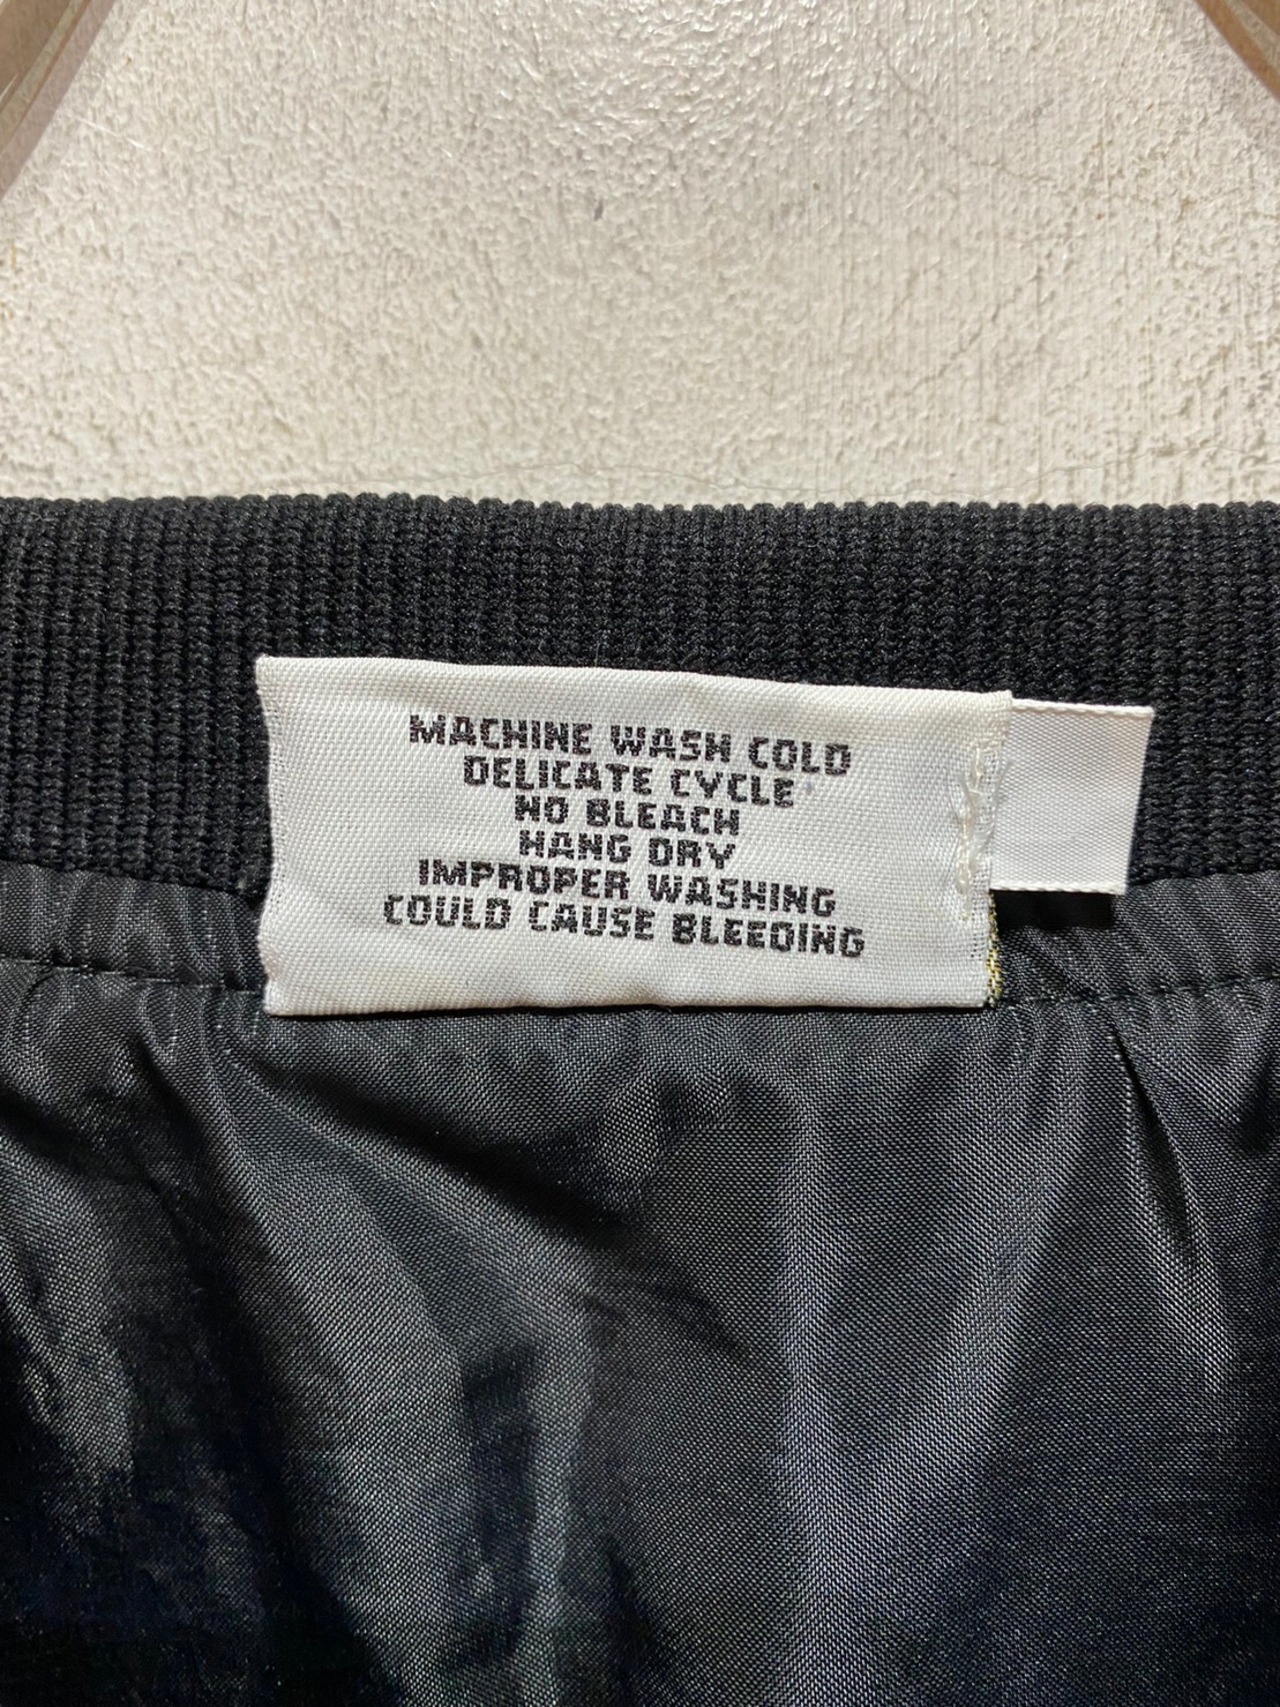 MACHINE WASH COLD
DELICATE CYCLE
NO BLEACH
HANG DRY
IMPROPER WASHING
COULD CAUSE BLEEDING